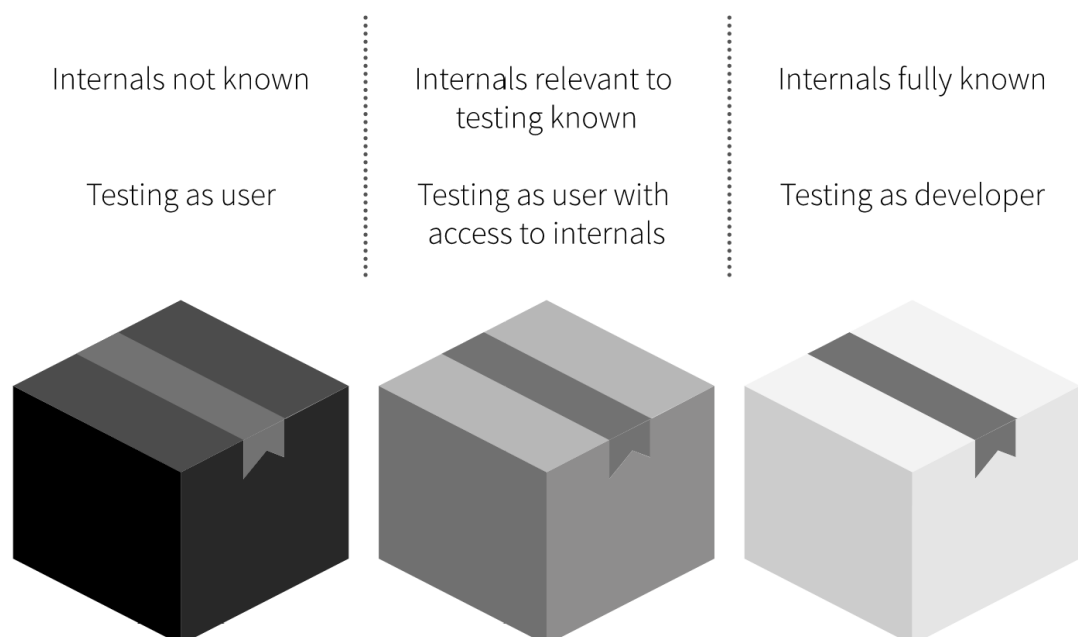 Internals not known
Internals relevant to
testing known
Internals fully known
Testing as user
Testing as user with
access to internals
Testing as developer